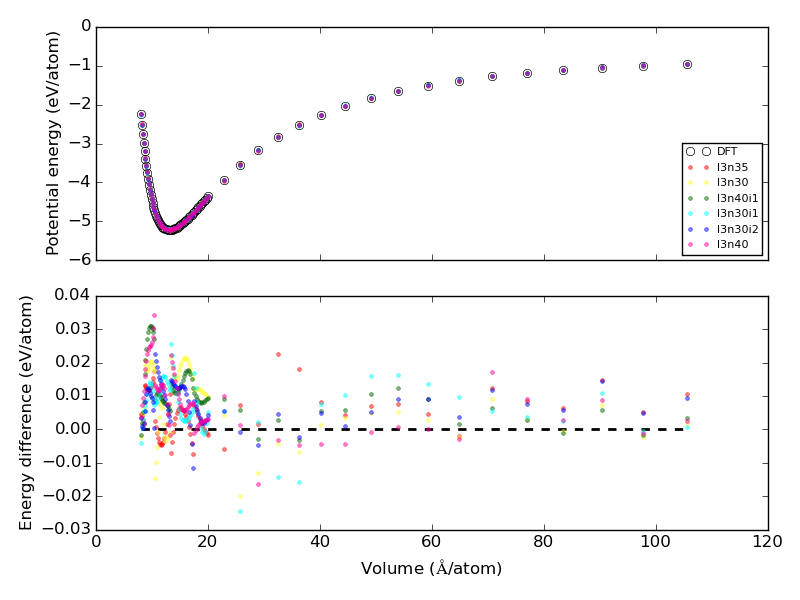 0
−1
−2
−3
−4
−5
−6
Potential energy (eV/atom)
DFT
l3n35
l3n30
l3n40i1
l3n30i1
l3n30i2
l3n40
0.04
0.03
0.02
0.01
0.00
−0.01
−0.02
−0.03
Energy difference (eV/atom)
0 20 40 60 80 100 120
Volume (Å/atom)